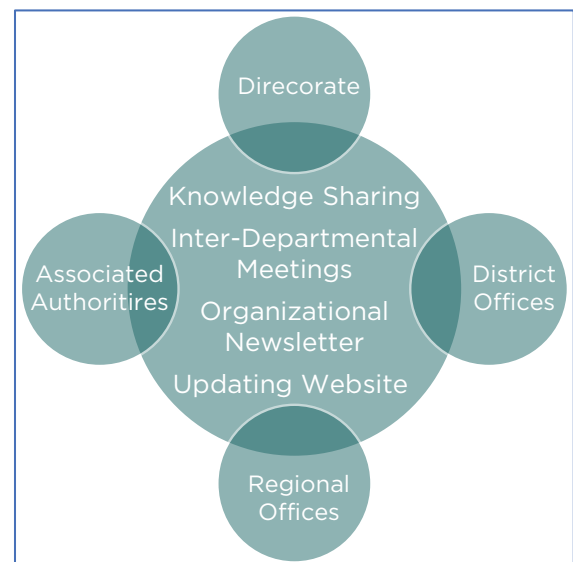 Direcorate
Knowledge Sharing
Inter-Departmental
Meetings
Organizational
Newsletter
Updating Website
Associated
Authoritires
District
Offices
Regional
Offices